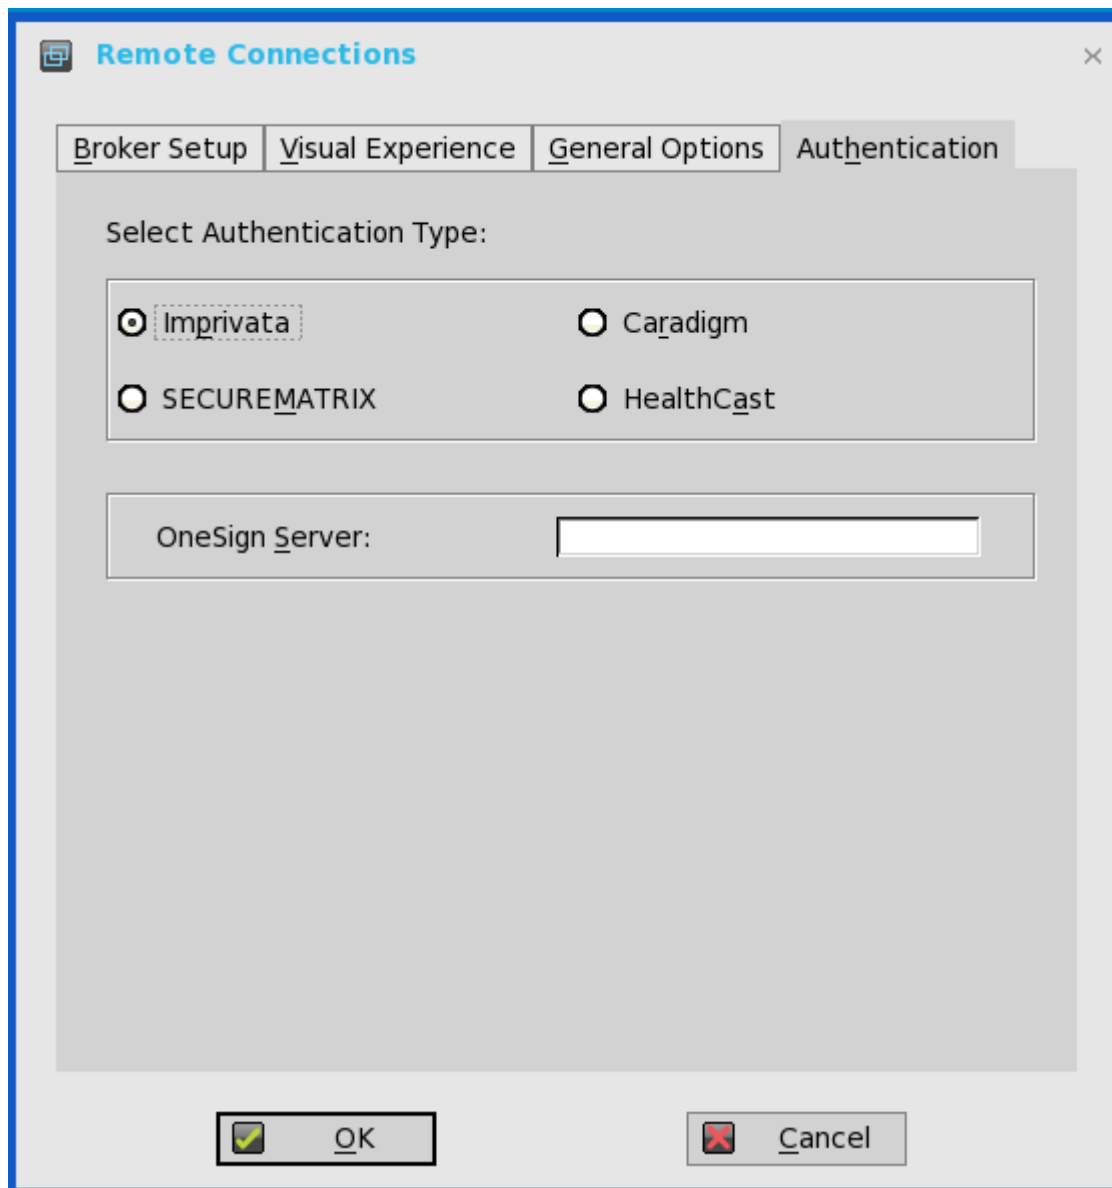 Remote Connections
Broker Setup Visual Experience General Options Authentication
Select Authentication Type:
Imprivata Caradigm
SECUREMATRIX HealthCast
OneSign Server:
OK Cancel